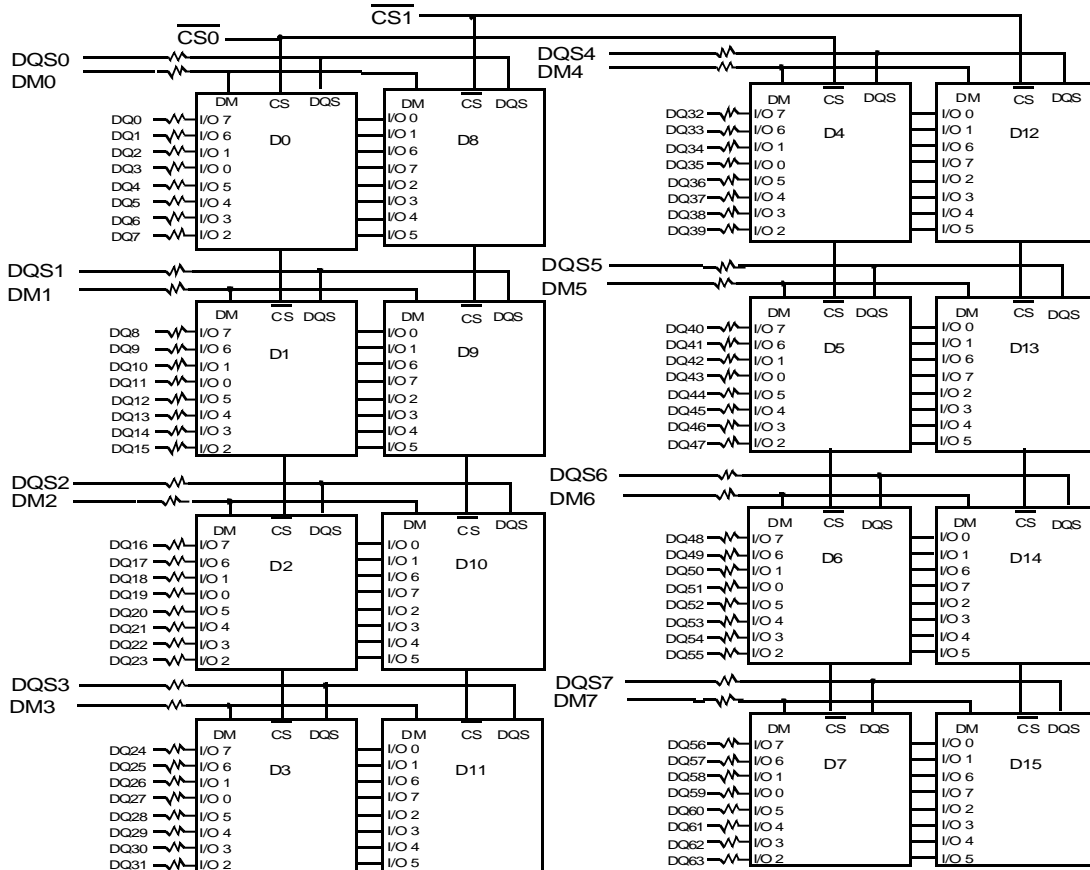 CS1
CS0
DQS0
DM0
DM CS DQS
DM CS DQS
DQ0 I/O 7 I/O 0
DQ1 I/O 6 I/O 1
DQ2 I/O 1 I/O 6
DQ3 I/O 0 I/O 7
DQ4 I/O 5 I/O 2
DQ5 I/O 4 I/O 3
DQ6 I/O 3 I/O 4
DQ7 I/O 2 I/O 5
D0 D8
DQS1
DM1
DM CS DQS
DM CS DQS
DQ8 I/O 7 I/O 0
DQ9 I/O 6 I/O 1
DQ10 I/O 1 I/O 6
DQ11 I/O 0 I/O 7
DQ12 I/O 5 I/O 2
DQ13 I/O 4 I/O 3
DQ14 I/O 3 I/O 4
DQ15 I/O 2 I/O 5
D1 D9
DQS2
DM2
DM CS DQS
DM CS DQS
DQ16 I/O 7 I/O 0
DQ17 I/O 6 I/O 1
DQ18 I/O 1 I/O 6
DQ19 I/O 0 I/O 7
DQ20 I/O 5 I/O 2
DQ21 I/O 4 I/O 3
DQ22 I/O 3 I/O 4
DQ23 I/O 2 I/O 5
D2 D10
DQS3
DM3
DM CS DQS
DM CS DQS
DQ24 I/O 7 I/O 0
DQ25 I/O 6 I/O 1
DQ26 I/O 1 I/O 6
DQ27 I/O 0 I/O 7
DQ28 I/O 5 I/O 2
DQ29 I/O 4 I/O 3
DQ30 I/O 3 I/O 4
DQ31 I/O 2 I/O 5
D3 D11
DQS4
DM4
DM CS DQS
DM CS DQS
DQ32 I/O 7 I/O 0
DQ33 I/O 6 I/O 1
DQ34 I/O 1 I/O 6
DQ35 I/O 0 I/O 7
DQ36 I/O 5 I/O 2
DQ37 I/O 4 I/O 3
DQ38 I/O 3 I/O 4
DQ39 I/O 2 I/O 5
D4 D12
DQS5
DM5
DM CS DQS
DM CS DQS
DQ40 I/O 7 I/O 0
DQ41 I/O 6 I/O 1
DQ42 I/O 1 I/O 6
DQ43 I/O 0 I/O 7
DQ44 I/O 5 I/O 2
DQ45 I/O 4 I/O 3
DQ46 I/O 3 I/O 4
DQ47 I/O 2 I/O 5
D5 D13
DQS6
DM6
DM CS DQS
DM CS DQS
DQ48 I/O 7 I/O 0
DQ49 I/O 6 I/O 1
DQ50 I/O 1 I/O 6
DQ51 I/O 0 I/O 7
DQ52 I/O 5 I/O 2
DQ53 I/O 4 I/O 3
DQ54 I/O 3 I/O 4
DQ55 I/O 2 I/O 5
D6 D14
DQS7
DM7
DM CS DQS
DM CS DQS
DQ56 I/O 7 I/O 0
DQ57 I/O 6 I/O 1
DQ58 I/O 1 I/O 6
DQ59 I/O 0 I/O 7
DQ60 I/O 5 I/O 2
DQ61 I/O 4 I/O 3
DQ62 I/O 3 I/O 4
DQ63 I/O 2 I/O 5
D7 D15